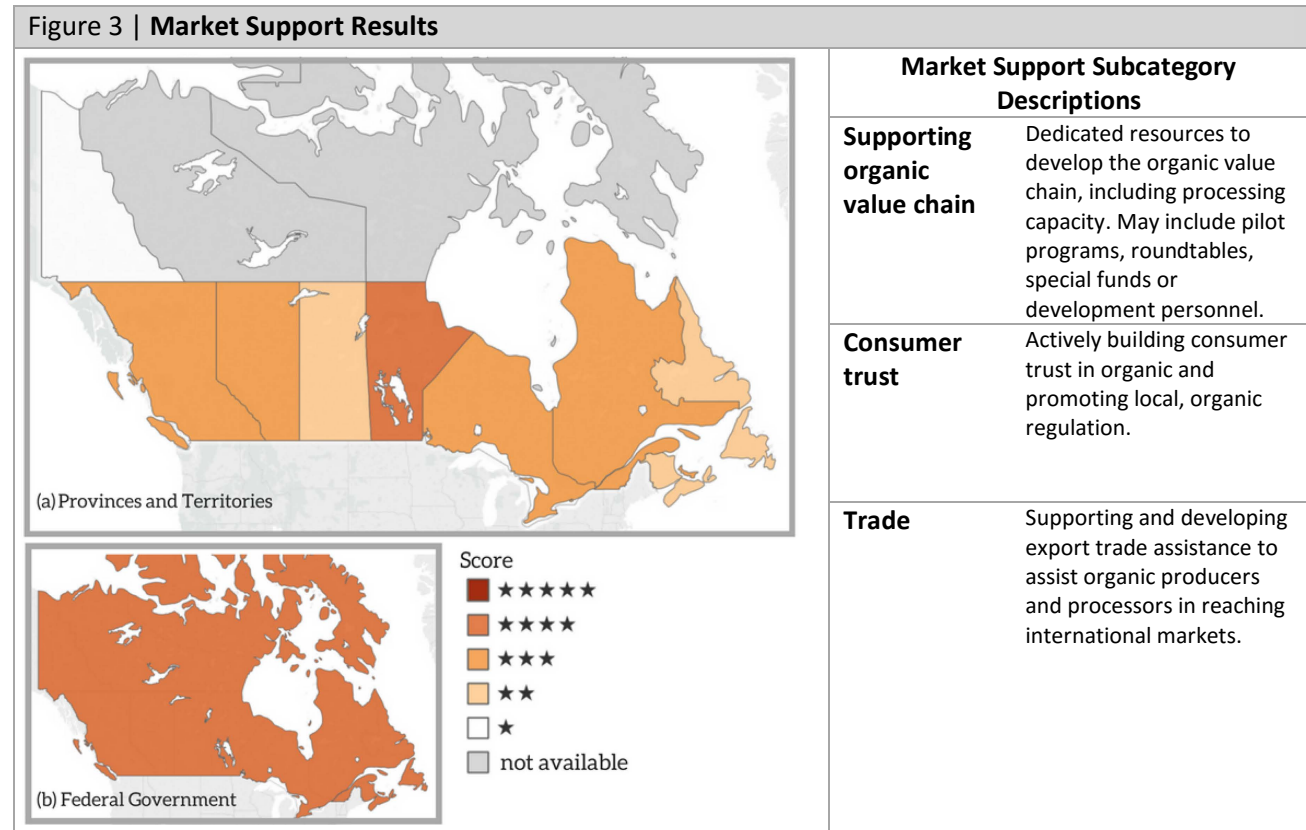 Figure 3 | Market Support Results
(a) Provinces and Territories
(b) Federal Government
Score
★★★★★
★★★★
★★★
★★
★
not available
Market Support Subcategory
Descriptions
Supporting
organic
value chain
Dedicated resources to
develop the organic value
chain, including processing
capacity. May include pilot
programs, roundtables,
special funds or
development personnel.
Consumer
trust
Actively building consumer
trust in organic and
promoting local, organic
regulation.
Trade
Supporting and developing
export trade assistance to
assist organic producers
and processors in reaching
international markets.